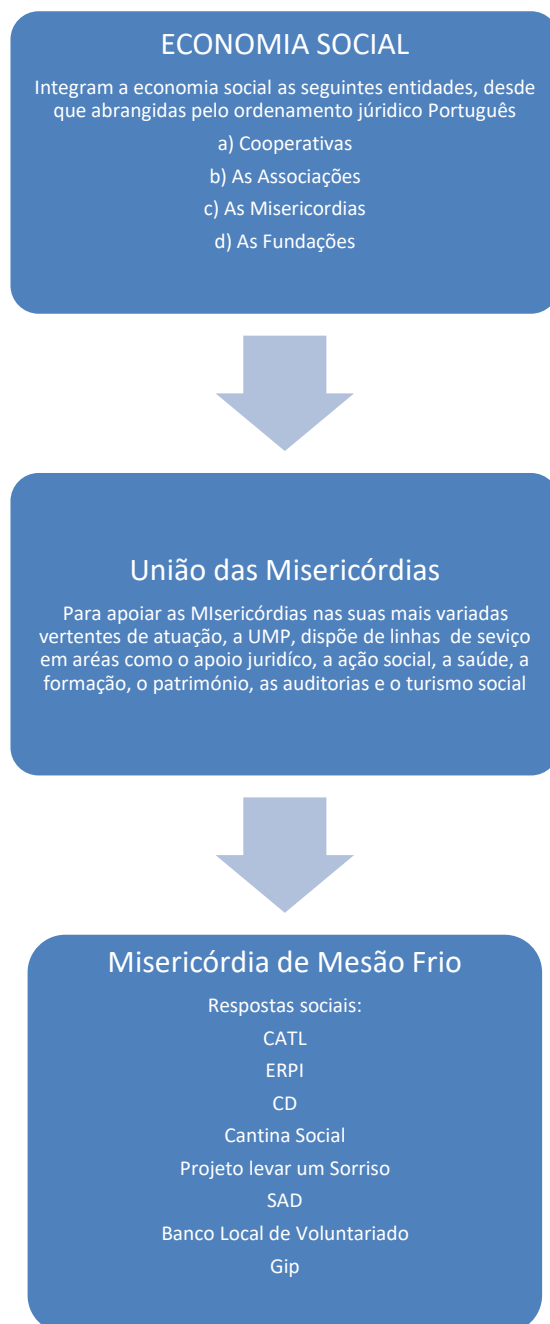 ECONOMIA SOCIAL
Integram a economia social as seguintes entidades, desde
que abrangidas pelo ordenamento júridico Português
a) Cooperativas
b) As Associações
c) As Misericordias
d) As Fundações
União das Misericórdias
Para apoiar as MIsericórdias nas suas mais variadas
vertentes de atuação, a UMP, dispõe de linhas de seviço
em aréas como o apoio juridíco, a ação social, a saúde, a
formação, o património, as auditorias e o turismo social
Misericórdia de Mesão Frio
Respostas sociais:
CATL
ERPI
CD
Cantina Social
Projeto levar um Sorriso
SAD
Banco Local de Voluntariado
Gip